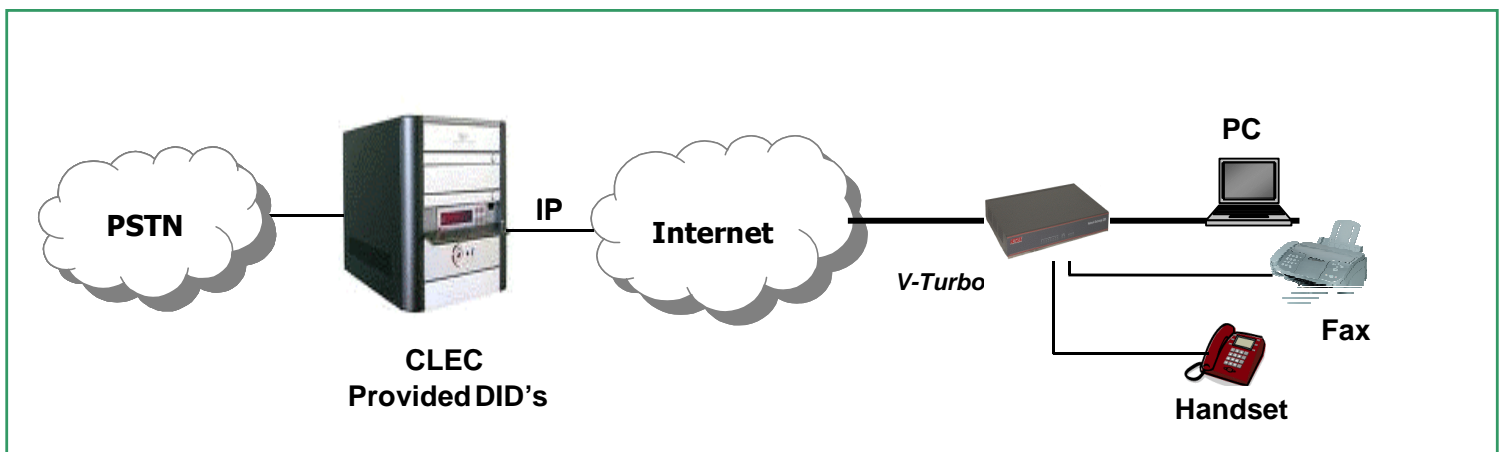 PSTN
CLEC
Provided DID's
IP
Internet
V-Turbo
PC
Fax
Handset